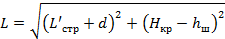 L = √((L′стр + d)² + (Hкр − hш)²)